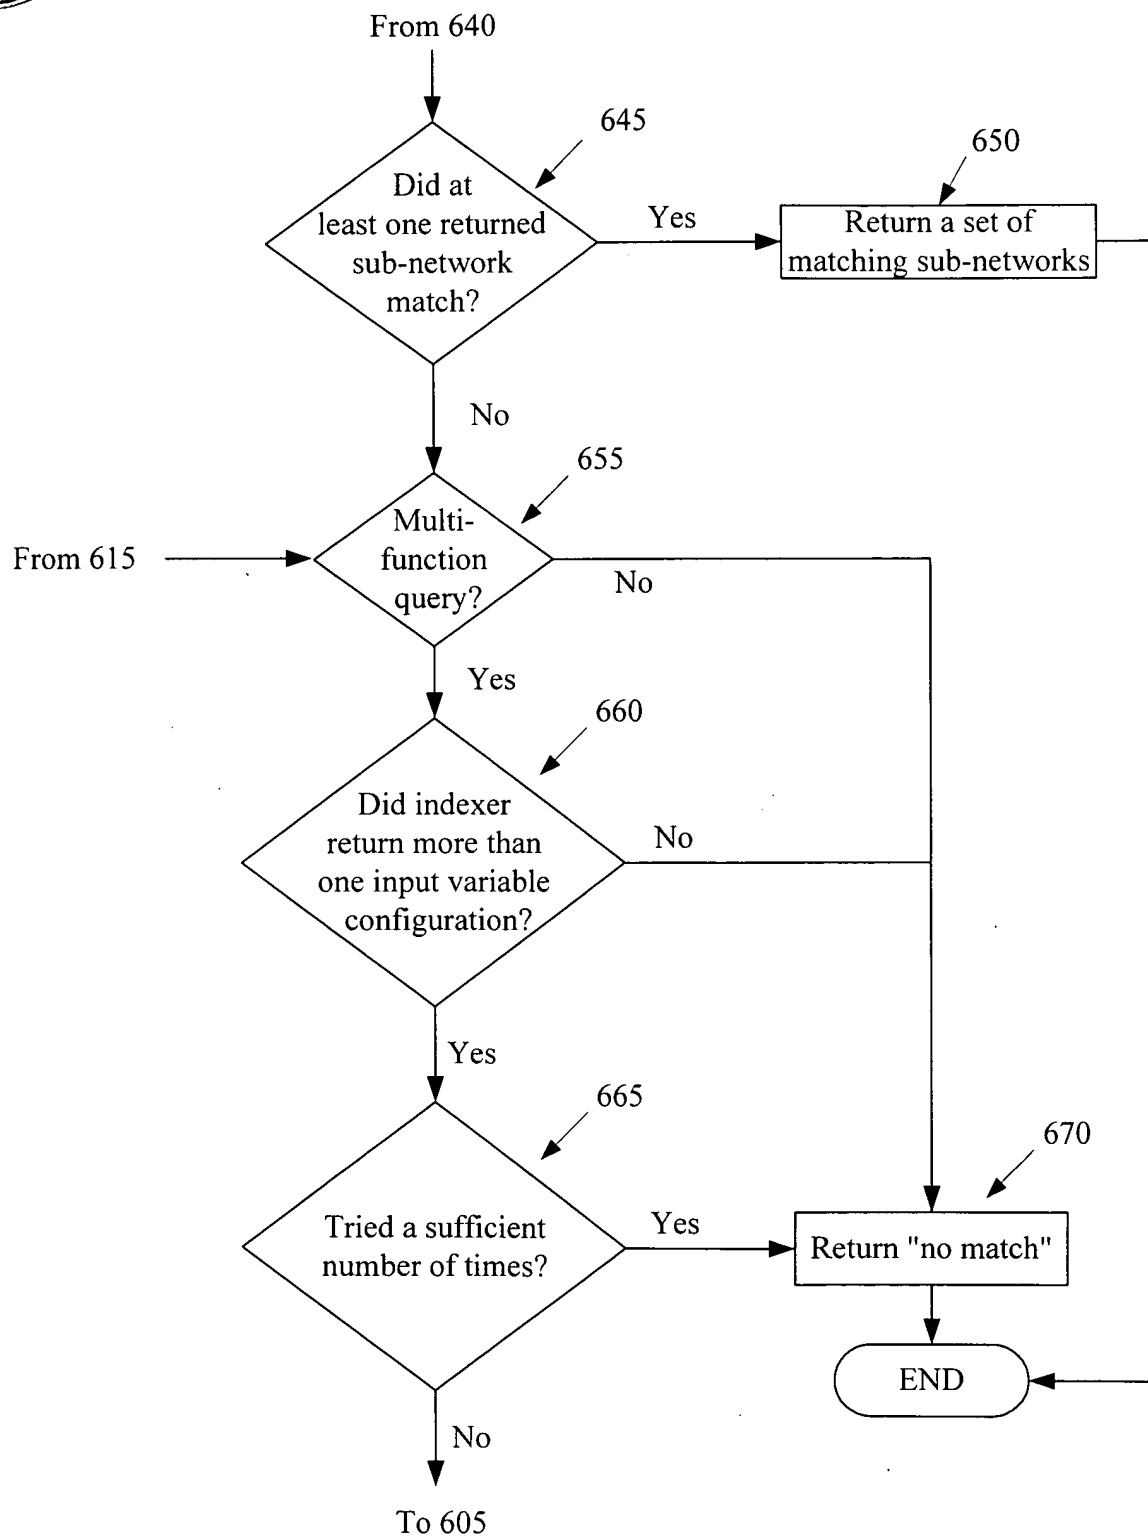 From 640
645
Did at
least one returned
sub-network
match?
Yes
650
Return a set of
matching sub-networks
No
655
From 615
Multi-
function
query?
No
Yes
660
Did indexer
return more than
one input variable
configuration?
No
Yes
665
Tried a sufficient
number of times?
Yes
670
Return "no match"
END
No
To 605